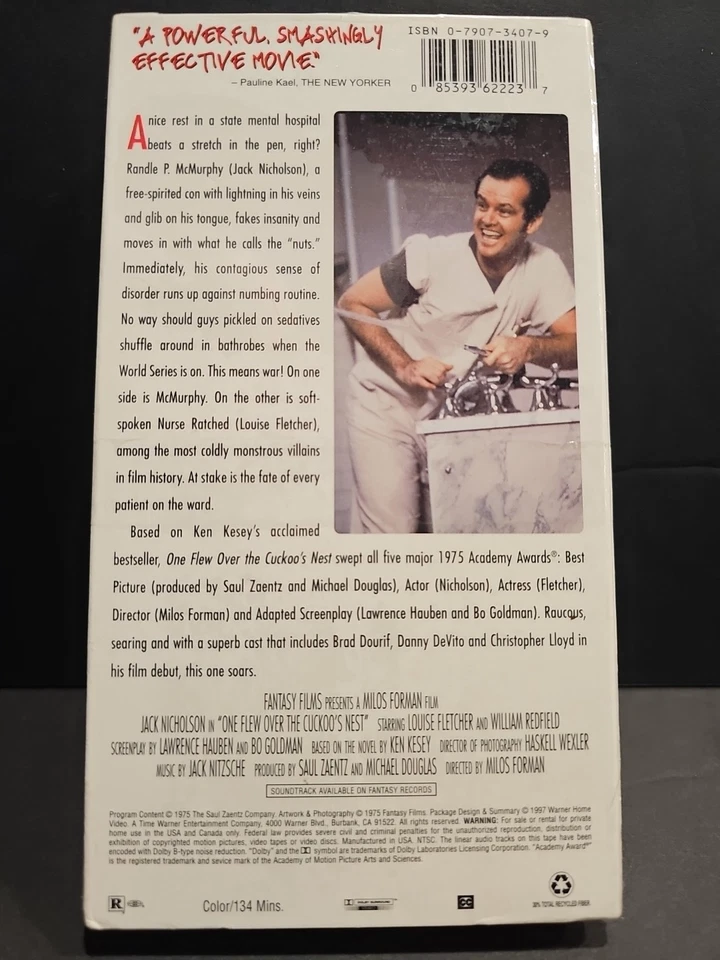 "A POWERFUL, SMASHINGLY
EFFECTIVE MOVIE."
– Pauline Kael, THE NEW YORKER
ISBN 0-7907-3407-9
0 85393 62223 7
A nice rest in a state mental hospital
beats a stretch in the pen, right?
Randle P. McMurphy (Jack Nicholson), a
free-spirited con with lightning in his veins
and glib on his tongue, fakes insanity and
moves in with what he calls the "nuts."
Immediately, his contagious sense of
disorder runs up against numbing routine.
No way should guys pickled on sedatives
shuffle around in bathrobes when the
World Series is on. This means war! On one
side is McMurphy. On the other is soft-
spoken Nurse Ratched (Louise Fletcher),
among the most coldly monstrous villains
in film history. At stake is the fate of every
patient on the ward.
Based on Ken Kesey's acclaimed
bestseller, One Flew Over the Cuckoo's Nest swept all five major 1975 Academy Awards®: Best
Picture (produced by Saul Zaentz and Michael Douglas), Actor (Nicholson), Actress (Fletcher),
Director (Milos Forman) and Adapted Screenplay (Lawrence Hauben and Bo Goldman). Raucous,
searing and with a superb cast that includes Brad Dourif, Danny DeVito and Christopher Lloyd in
his film debut, this one soars.
FANTASY FILMS PRESENTS A MILOS FORMAN FILM
JACK NICHOLSON IN "ONE FLEW OVER THE CUCKOO'S NEST" STARRING LOUISE FLETCHER AND WILLIAM REDFIELD
SCREENPLAY BY LAWRENCE HAUBEN AND BO GOLDMAN BASED ON THE NOVEL BY KEN KESEY DIRECTOR OF PHOTOGRAPHY HASKELL WEXLER
MUSIC BY JACK NITZSCHE PRODUCED BY SAUL ZAENTZ AND MICHAEL DOUGLAS DIRECTED BY MILOS FORMAN
SOUNDTRACK AVAILABLE ON FANTASY RECORDS
Program Content © 1975 The Saul Zaentz Company. Artwork & Photography © 1975 Fantasy Films. Package Design & Summary © 1997 Warner Home
Video. A Time Warner Entertainment Company, 4000 Warner Blvd., Burbank, CA 91522. All rights reserved. WARNING: For sale or rental for private
home use in the USA and Canada only. Federal law provides severe civil and criminal penalties for the unauthorized reproduction, distribution or
exhibition of copyrighted motion pictures, video tapes or video discs. Manufactured in USA. NTSC. The linear audio tracks on this tape have been
encoded with Dolby B-type noise reduction. "Dolby" and the symbol are trademarks of Dolby Laboratories Licensing Corporation. "Academy Award®"
is the registered trademark and sevice mark of the Academy of Motion Picture Arts and Sciences.
R
Color/134 Mins.
CC
TOTAL RECYCLED FIBER